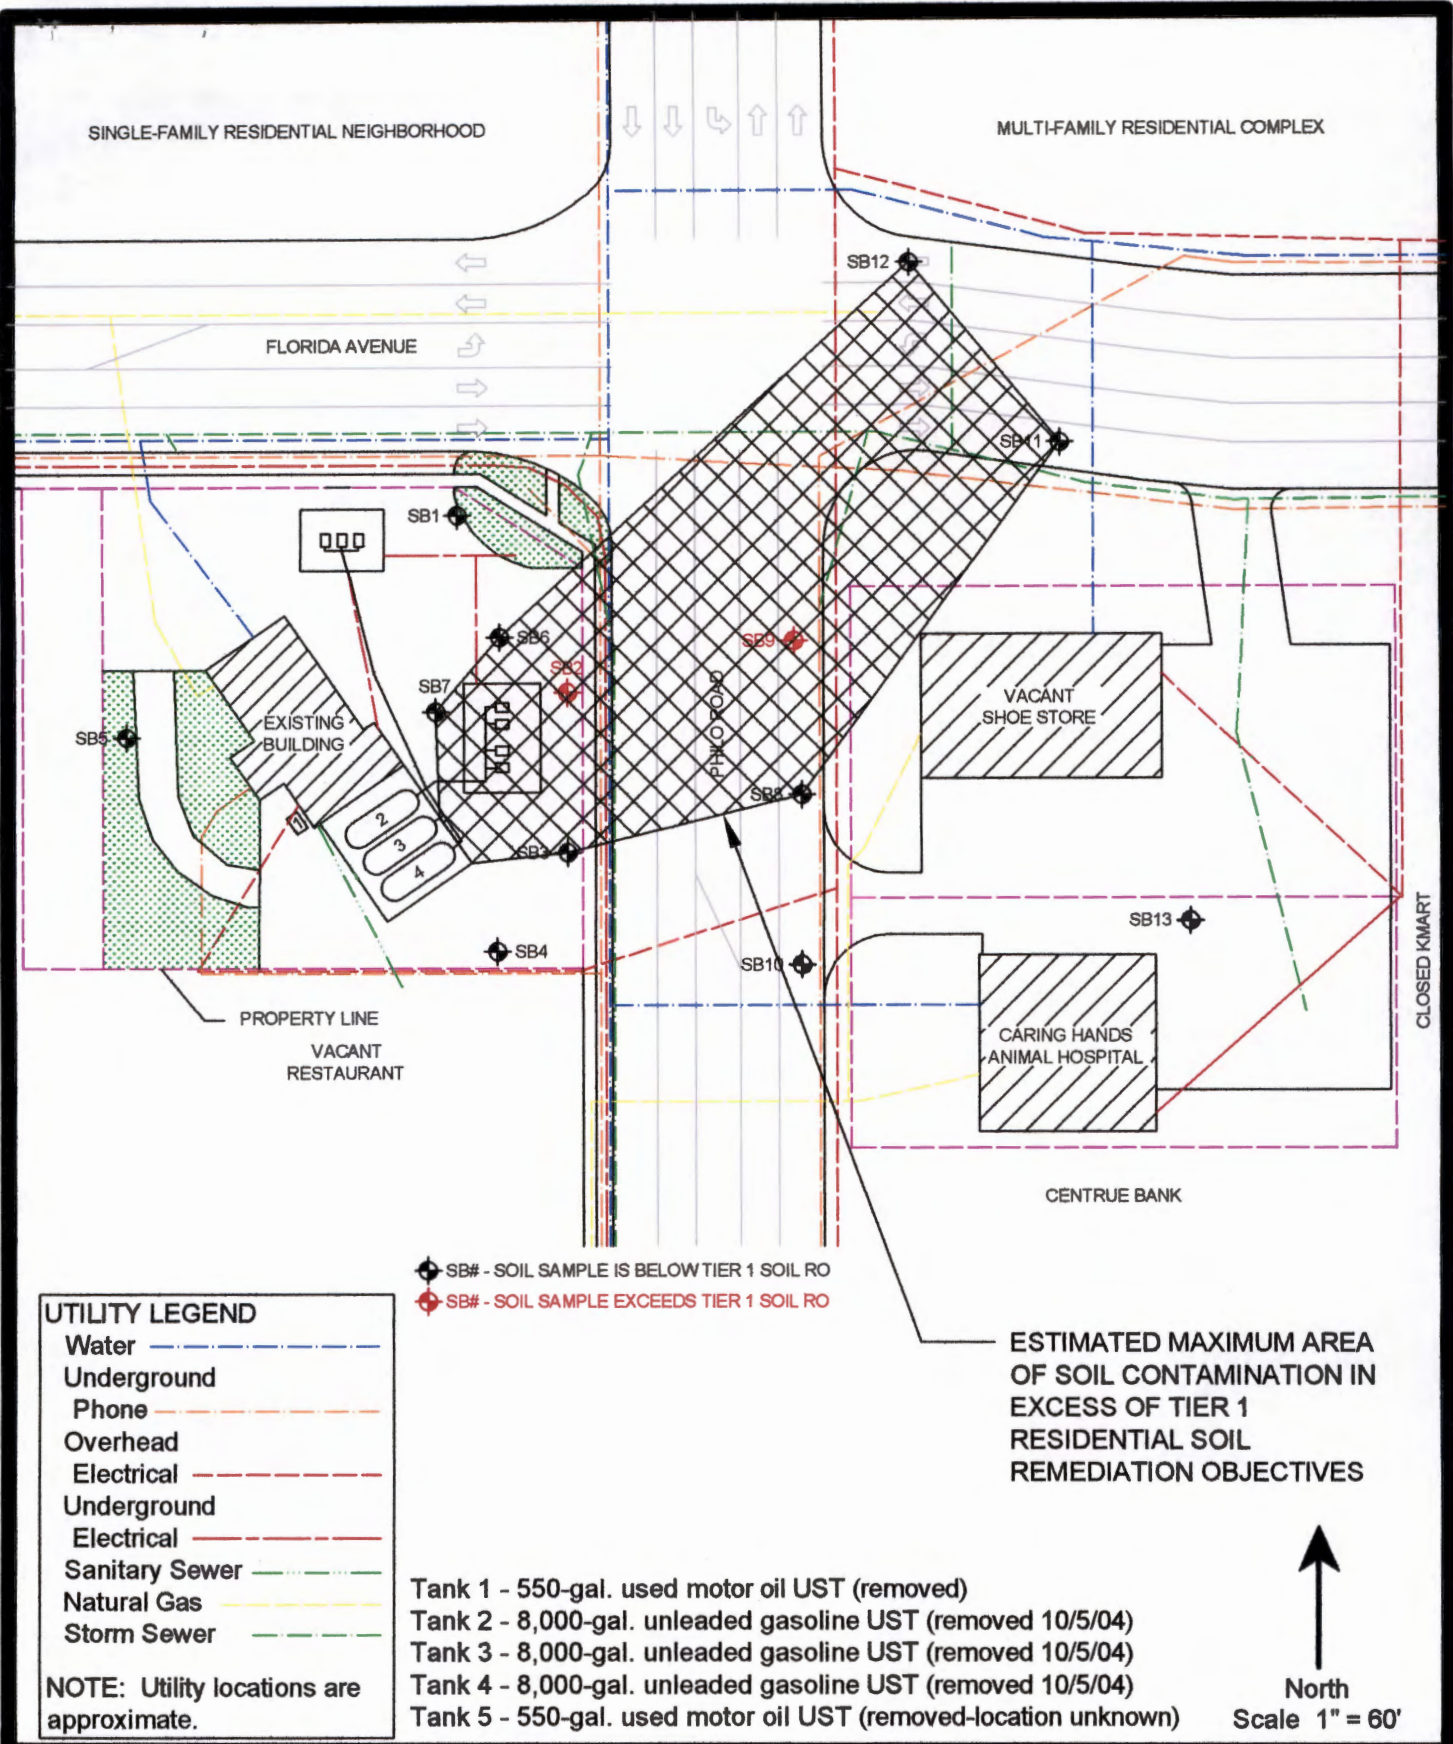 SINGLE-FAMILY RESIDENTIAL NEIGHBORHOOD
MULTI-FAMILY RESIDENTIAL COMPLEX
SB12
FLORIDA AVENUE
SB11
SB1
SB6
SB9
SB2
SB7
SB5
PHILO ROAD
VACANT
SHOE STORE
EXISTING
BUILDING
SB8
1
2
3
4
SB3
SB13
SB4
SB10
CLOSED KMART
PROPERTY LINE
VACANT
RESTAURANT
CARING HANDS
ANIMAL HOSPITAL
CENTRUE BANK
SB# - SOIL SAMPLE IS BELOW TIER 1 SOIL RO
SB# - SOIL SAMPLE EXCEEDS TIER 1 SOIL RO
UTILITY LEGEND
Water
Underground
Phone
Overhead
Electrical
Underground
Electrical
Sanitary Sewer
Natural Gas
Storm Sewer
NOTE: Utility locations are
approximate.
ESTIMATED MAXIMUM AREA
OF SOIL CONTAMINATION IN
EXCESS OF TIER 1
RESIDENTIAL SOIL
REMEDIATION OBJECTIVES
Tank 1 - 550-gal. used motor oil UST (removed)
Tank 2 - 8,000-gal. unleaded gasoline UST (removed 10/5/04)
Tank 3 - 8,000-gal. unleaded gasoline UST (removed 10/5/04)
Tank 4 - 8,000-gal. unleaded gasoline UST (removed 10/5/04)
Tank 5 - 550-gal. used motor oil UST (removed-location unknown)
North
Scale 1" = 60'